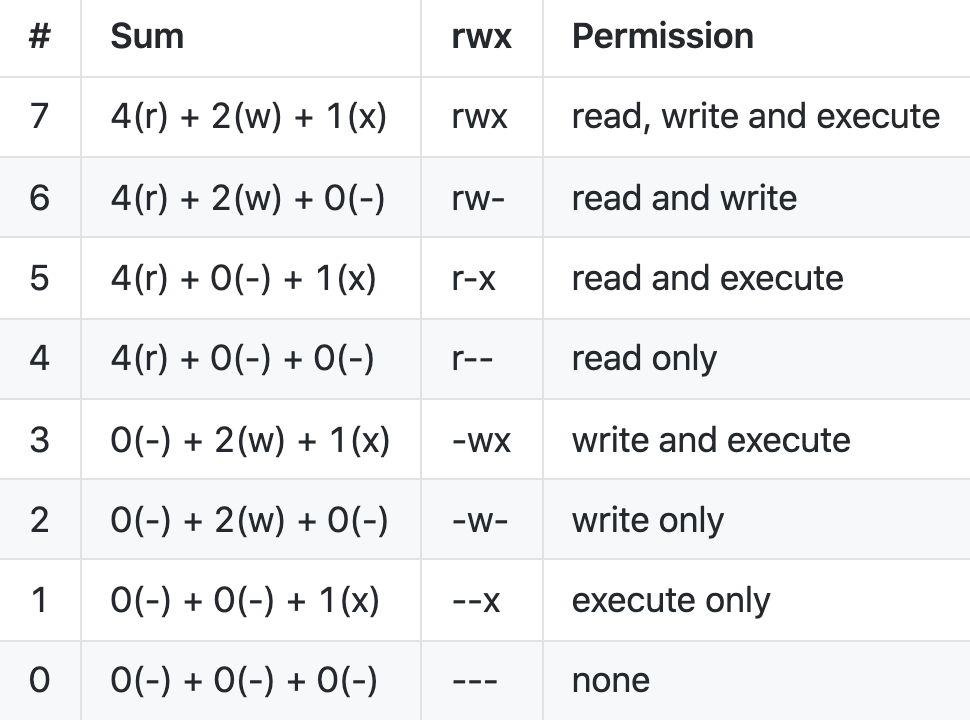 # Sum rwx Permission
7 4(r) + 2(w) + 1(x) rwx read, write and execute
6 4(r) + 2(w) + 0(-) rw- read and write
5 4(r) + 0(-) + 1(x) r-x read and execute
4 4(r) + 0(-) + 0(-) r-- read only
3 0(-) + 2(w) + 1(x) -wx write and execute
2 0(-) + 2(w) + 0(-) -w- write only
1 0(-) + 0(-) + 1(x) --x execute only
0 0(-) + 0(-) + 0(-) --- none